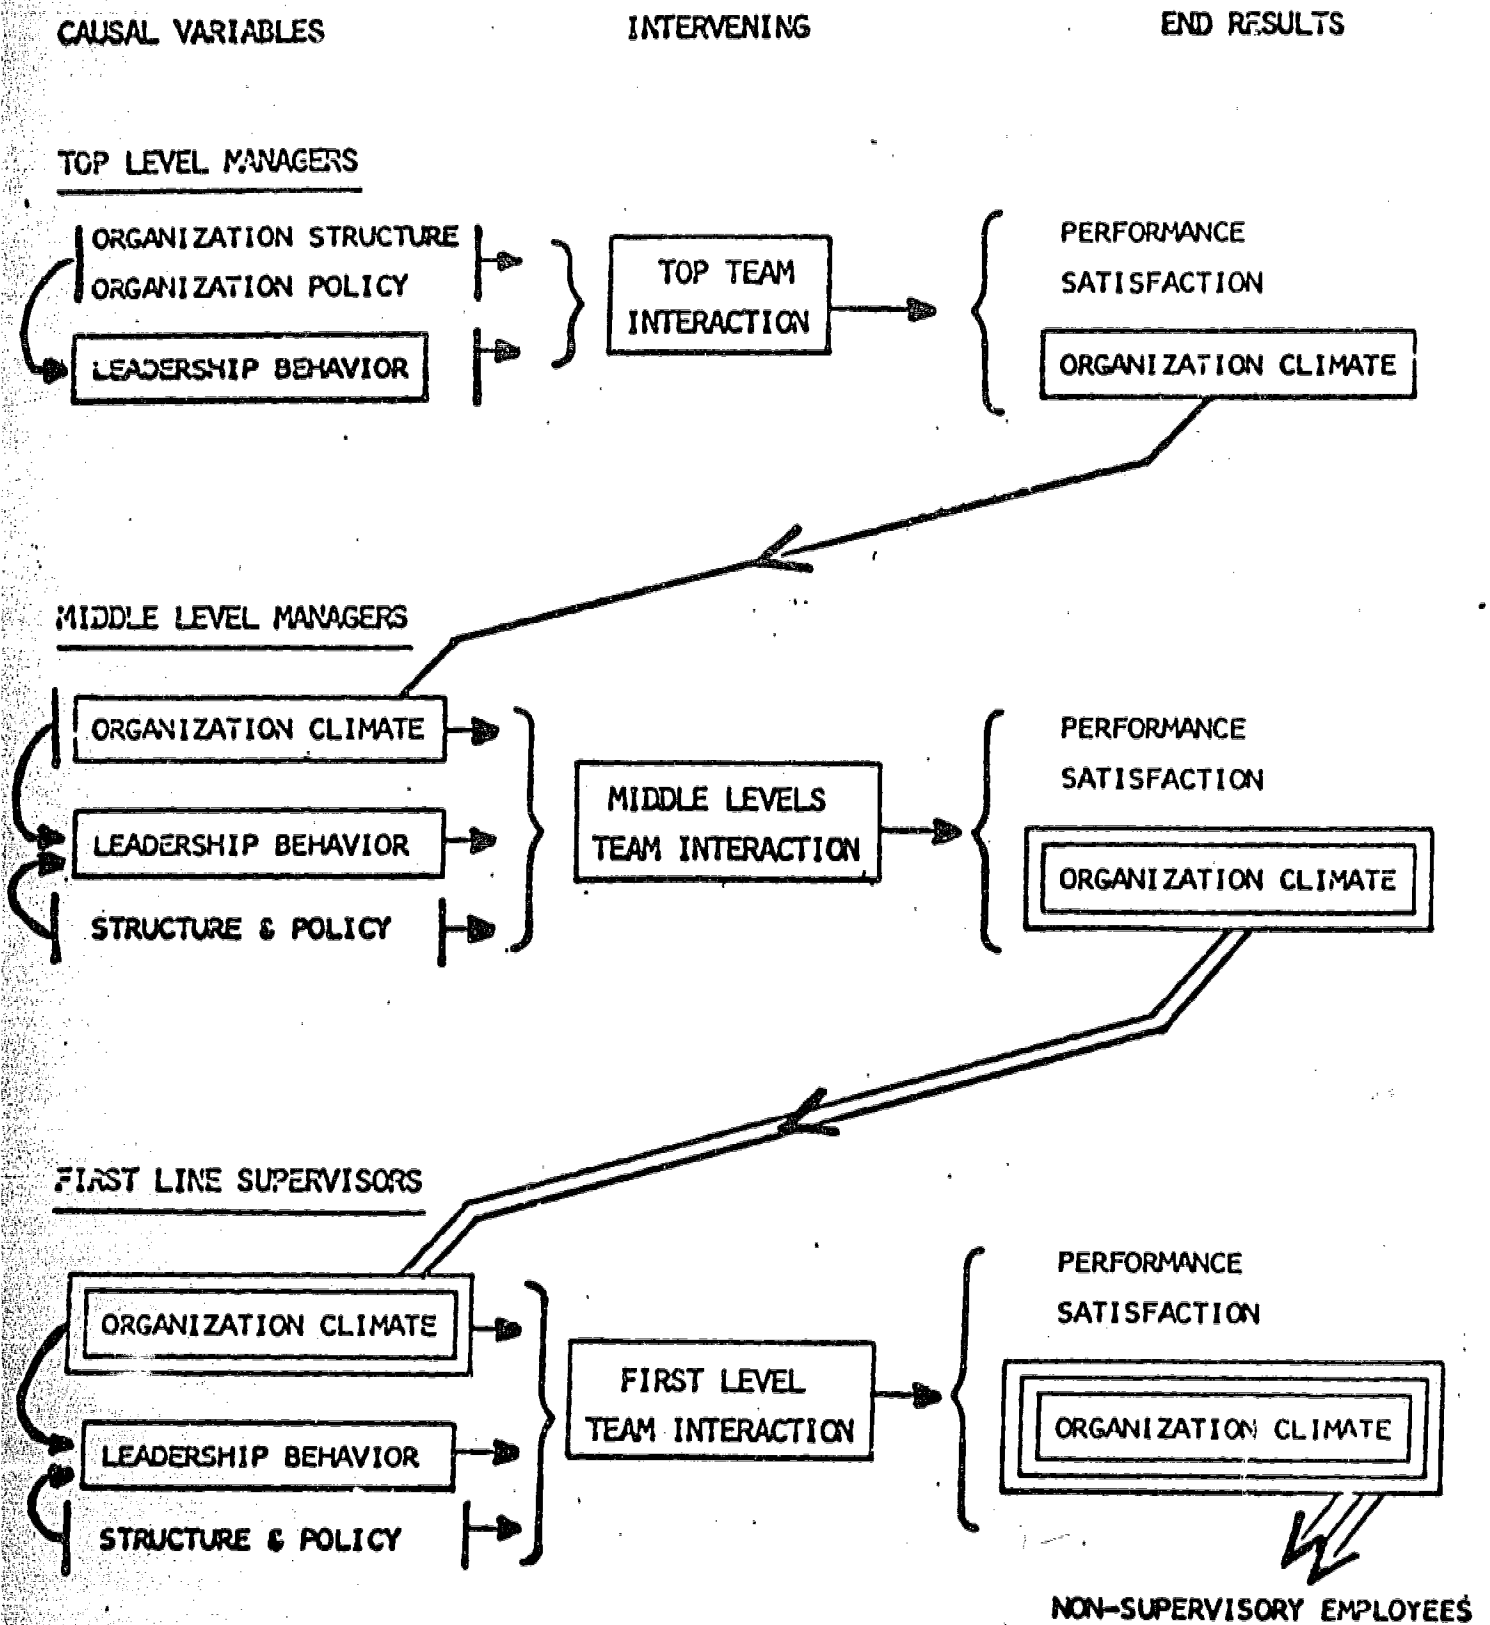 CAUSAL VARIABLES
INTERVENING
END RESULTS
TOP LEVEL MANAGERS
ORGANIZATION STRUCTURE
ORGANIZATION POLICY
LEADERSHIP BEHAVIOR
TOP TEAM
INTERACTION
PERFORMANCE
SATISFACTION
ORGANIZATION CLIMATE
MIDDLE LEVEL MANAGERS
ORGANIZATION CLIMATE
LEADERSHIP BEHAVIOR
STRUCTURE & POLICY
MIDDLE LEVELS
TEAM INTERACTION
PERFORMANCE
SATISFACTION
ORGANIZATION CLIMATE
FIRST LINE SUPERVISORS
ORGANIZATION CLIMATE
LEADERSHIP BEHAVIOR
STRUCTURE & POLICY
FIRST LEVEL
TEAM INTERACTION
PERFORMANCE
SATISFACTION
ORGANIZATION CLIMATE
NON-SUPERVISORY EMPLOYEES